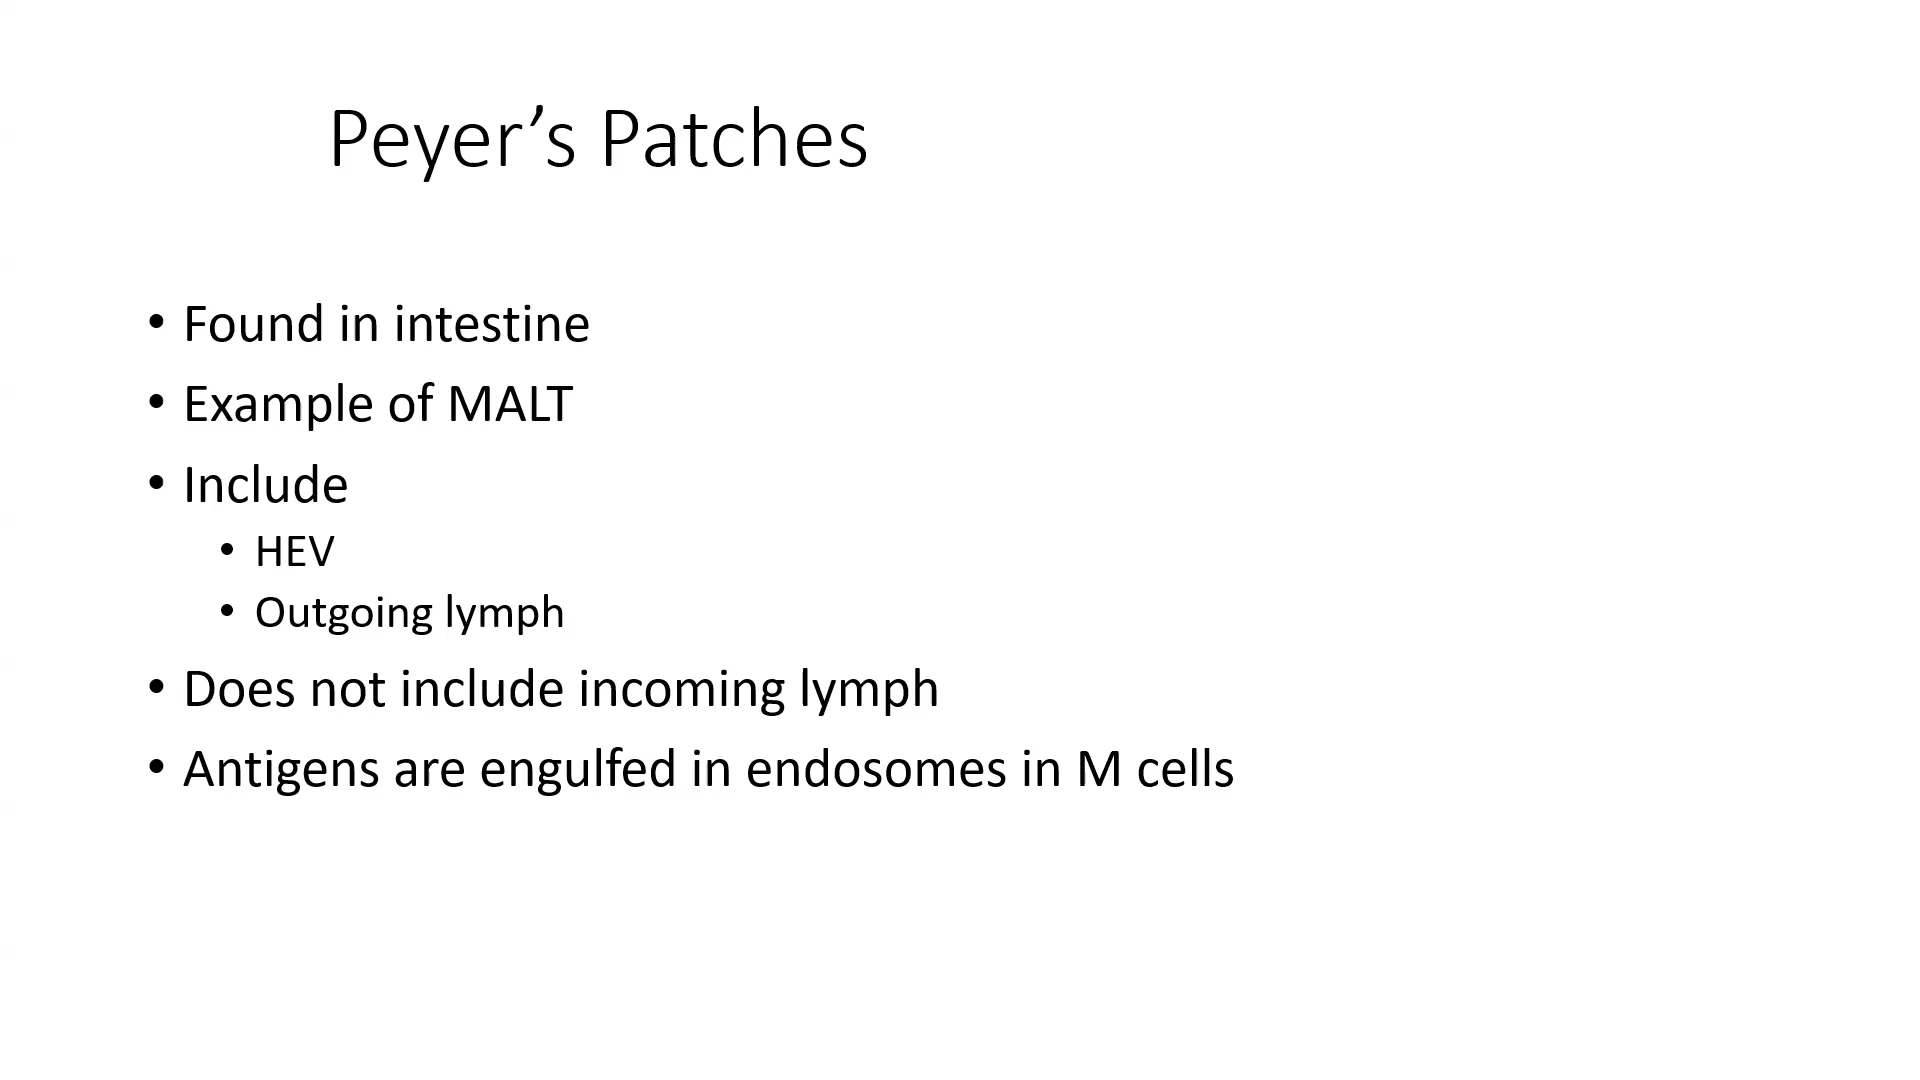 Peyer’s Patches
• Found in intestine
• Example of MALT
• Include
• HEV
• Outgoing lymph
• Does not include incoming lymph
• Antigens are engulfed in endosomes in M cells